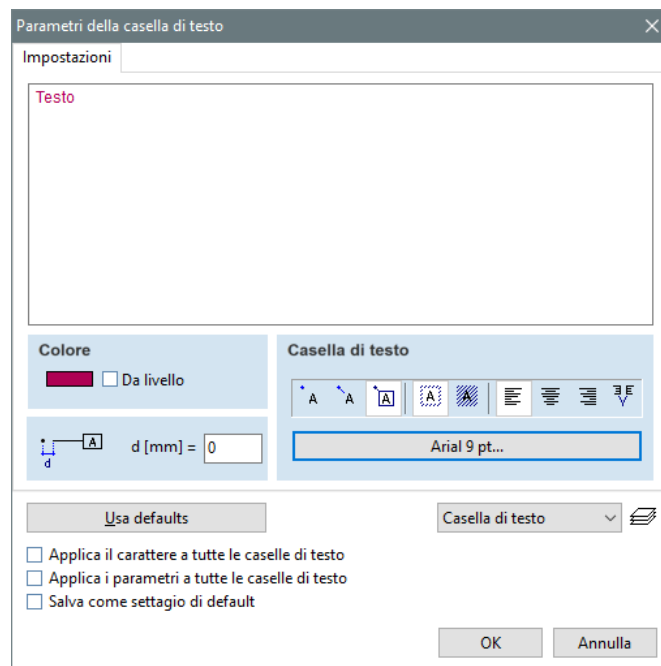 Parametri della casella di testo
Impostazioni
Testo
Colore
Da livello
Casella di testo
A A A A A
A d [mm] = 0
d
Arial 9 pt...
Usa defaults
Casella di testo
Applica il carattere a tutte le caselle di testo
Applica i parametri a tutte le caselle di testo
Salva come settagio di default
OK Annulla